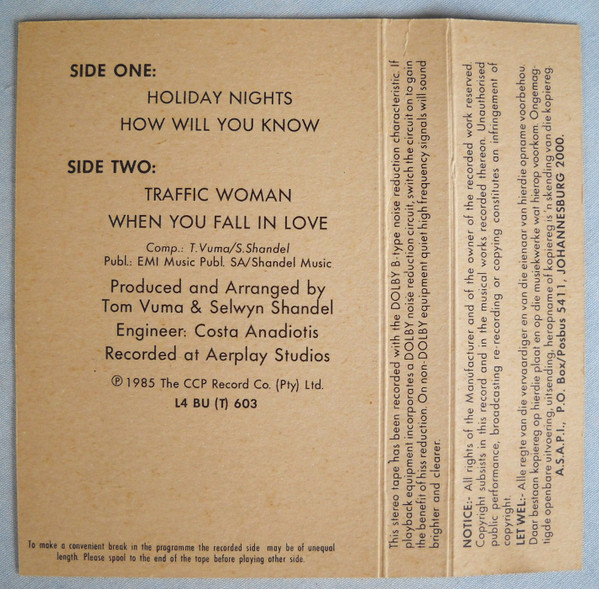 SIDE ONE:
HOLIDAY NIGHTS
HOW WILL YOU KNOW
SIDE TWO:
TRAFFIC WOMAN
WHEN YOU FALL IN LOVE
Comp.: T.Vuma/S.Shandel
Publ.: EMI Music Publ. SA/Shandel Music
Produced and Arranged by
Tom Vuma & Selwyn Shandel
Engineer: Costa Anadiotis
Recorded at Aerplay Studios
℗ 1985 The CCP Record Co. (Pty) Ltd.
L4 BU (T) 603
To make a convenient break in the programme the recorded side may be of unequal
length. Please spool to the end of the tape before playing other side.
This stereo tape has been recorded with the DOLBY B-type noise reduction characteristic. If
playback equipment incorporates a DOLBY noise reduction circuit, switch the circuit on to gain
the benefit of hiss reduction. On non-DOLBY equipment quiet high frequency signals will sound
brighter and clearer.
NOTICE:- All rights of the Manufacturer and of the owner of the recorded work reserved.
Copyright subsists in this record and in the musical works recorded thereon. Unauthorised
public performance, broadcasting re-recording or copying constitutes an infringement of
copyright.
LET WEL:- Alle regte van die vervaardiger en van die eienaar van hierdie opname voorbehou.
Daar bestaan kopiereg op hierdie plaat en op die musiekwerke wat hierop voorkom. Ongemag-
tigde openbare uitvoering, uitsending, heropname of kopiereg is 'n skending van die kopiereg.
A.S.A.P.I., P.O. Box/Posbus 5411, JOHANNESBURG 2000.